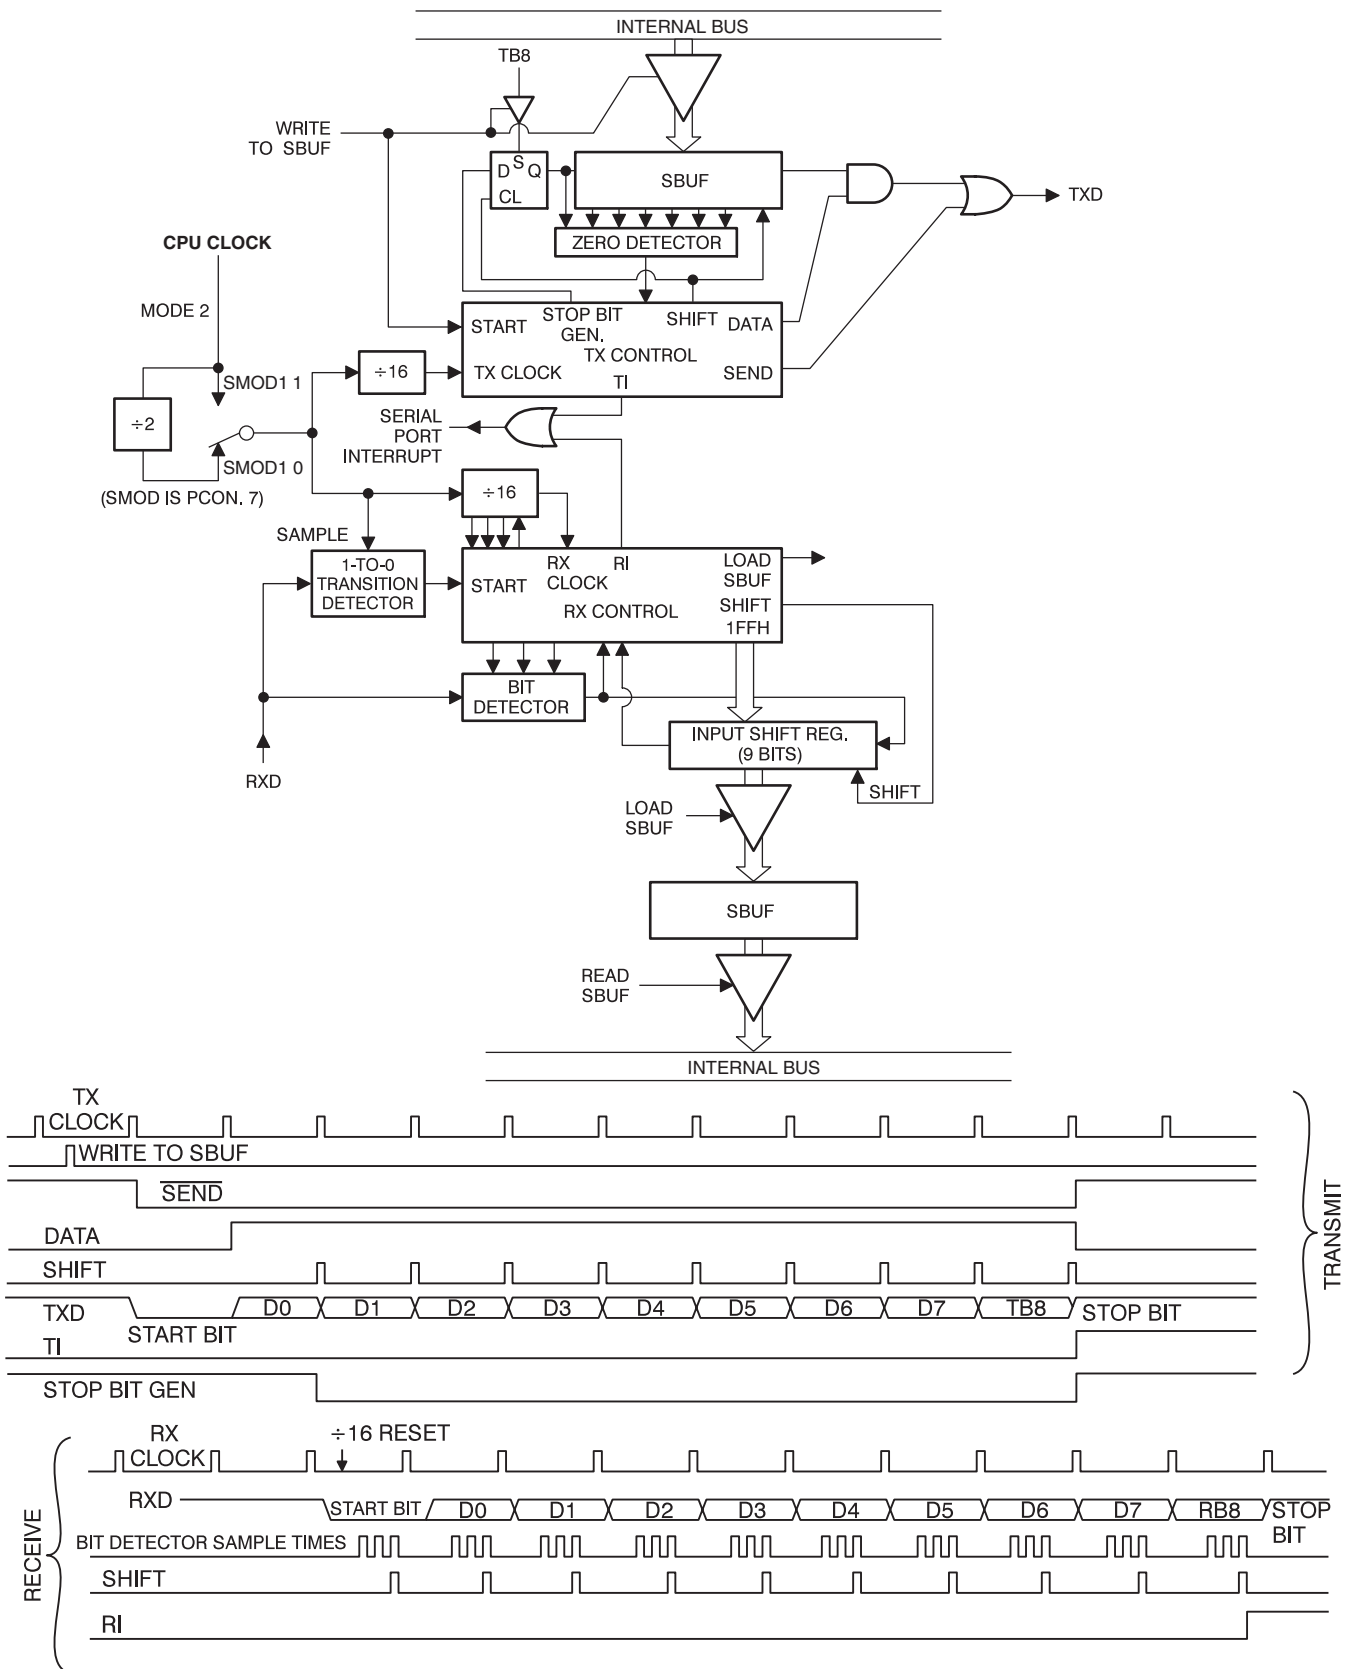 INTERNAL BUS
TB8
WRITE
TO SBUF
D S Q
CL
SBUF
TXD
ZERO DETECTOR
CPU CLOCK
MODE 2
START
STOP BIT
GEN.
SHIFT
DATA
TX CONTROL
TX CLOCK
TI
SEND
÷16
SMOD1 1
÷2
SMOD1 0
(SMOD IS PCON. 7)
SERIAL
PORT
INTERRUPT
÷16
SAMPLE
1-TO-0
TRANSITION
DETECTOR
START
RX
CLOCK
RI
LOAD
SBUF
RX CONTROL
SHIFT
1FFH
BIT
DETECTOR
INPUT SHIFT REG.
(9 BITS)
RXD
SHIFT
LOAD
SBUF
SBUF
READ
SBUF
INTERNAL BUS
TX
CLOCK
WRITE TO SBUF
SEND
DATA
SHIFT
TXD
START BIT
D0 D1 D2 D3 D4 D5 D6 D7 TB8 STOP BIT
TI
STOP BIT GEN
TRANSMIT
RX
CLOCK
÷16 RESET
RXD
START BIT D0 D1 D2 D3 D4 D5 D6 D7 RB8 STOP
BIT
BIT DETECTOR SAMPLE TIMES
SHIFT
RI
RECEIVE